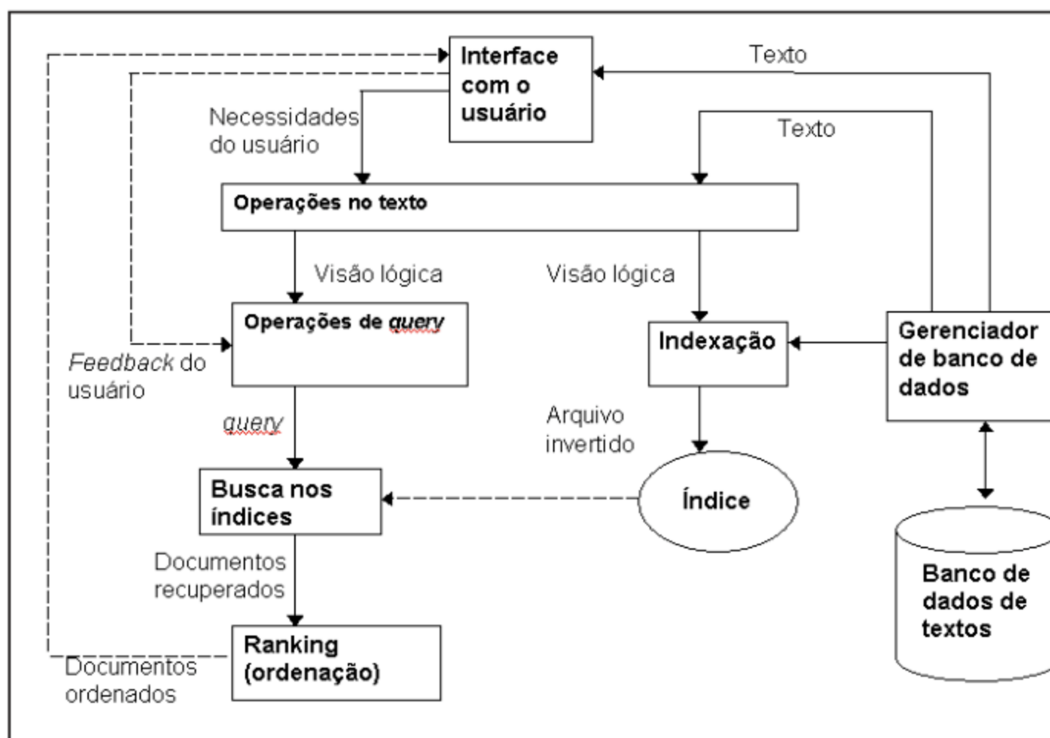 Interface
com o
usuário
Texto
Necessidades
do usuário
Texto
Operações no texto
Visão lógica
Visão lógica
Operações de query
Indexação
Gerenciador
de banco de
dados
Feedback do
usuário
query
Arquivo
invertido
Busca nos
índices
Índice
Documentos
recuperados
Banco de
dados de
textos
Ranking
(ordenação)
Documentos
ordenados